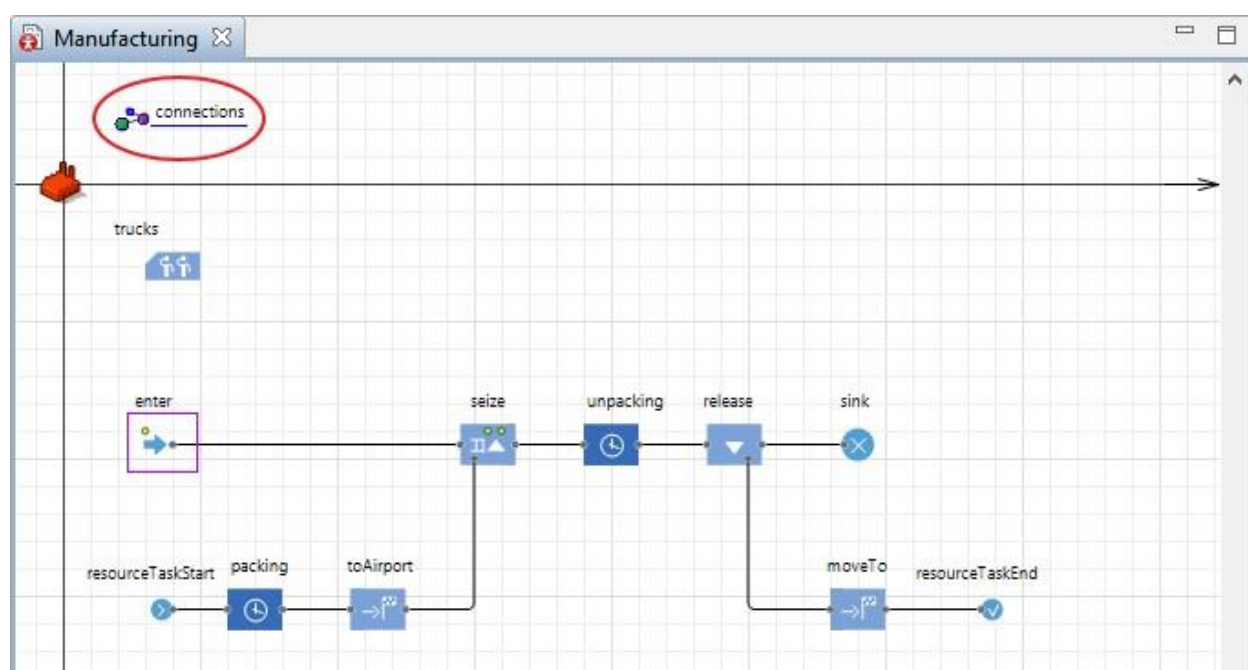 Manufacturing
connections
trucks
enter
seize
unpacking
release
sink
resourceTaskStart
packing
toAirport
moveTo
resourceTaskEnd